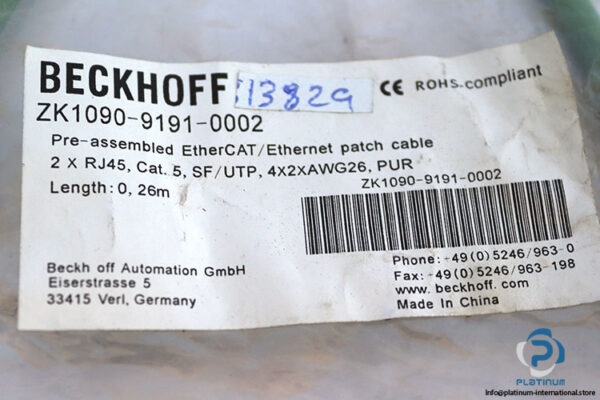 BECKHOFF 113829 CE ROHS-compliant
ZK1090-9191-0002
Pre-assembled EtherCAT/Ethernet patch cable
2 X RJ45, Cat. 5, SF/UTP, 4X2XAWG26, PUR
Length:0, 26m
ZK1090-9191-0002
Beckh off Automation GmbH
Eiserstrasse 5
33415 Verl, Germany
Phone: +49(0)5246/963-0
Fax: +49(0)5246/963-198
www. beckhoff. com
Made In China
PLATINUM
Info@platinum-international.store